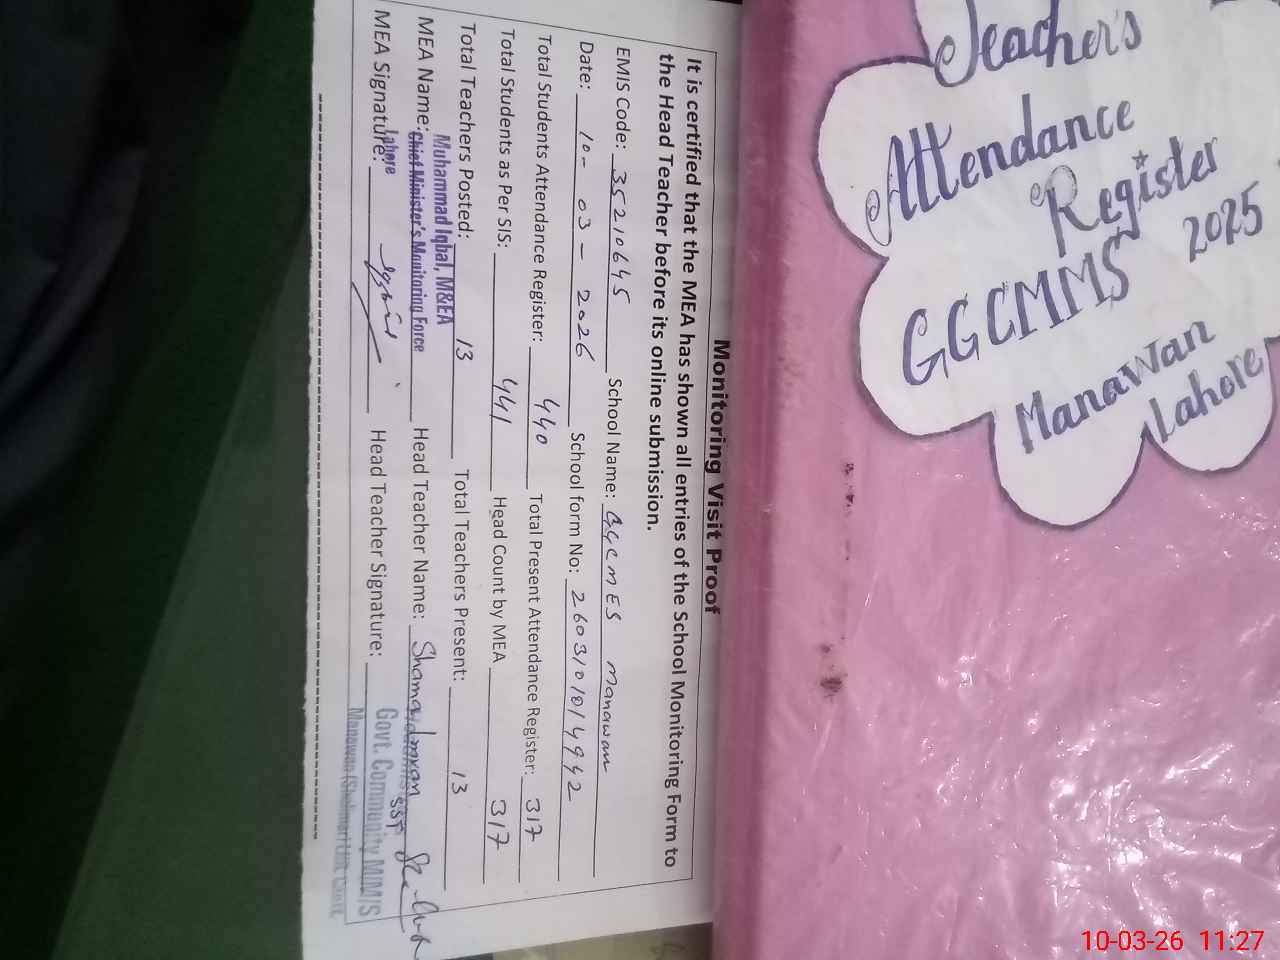 Monitoring Visit Proof
It is certified that the MEA has shown all entries of the School Monitoring Form to
the Head Teacher before its online submission.
EMIS Code: 35210645 School Name: GGCMES Manawan
Date: 10-03-2026 School form No: 2603101014992
Total Students Attendance Register: 440 Total Present Attendance Register: 317
Total Students as Per SIS: 441 Head Count by MEA 317
Total Teachers Posted: 13 Total Teachers Present: 13
Muhammad Iqbal, M&EA
MEA Name: Chief Minister's Monitoring Force Head Teacher Name: Shama Imran
Lahore
SST
MEA Signature: Iqbal Head Teacher Signature:
Govt. Community M/M/S
Manawan (Shalimar)
Teacher's
Attendance
Register
2025
GGCMMS
Manawan
Lahore
10-03-26 11:27